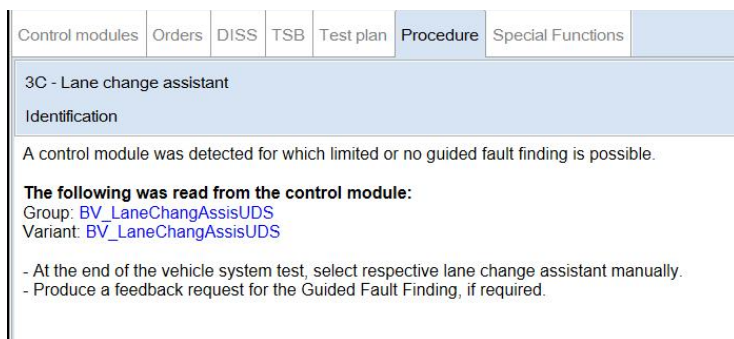 Control modules Orders DISS TSB Test plan Procedure Special Functions
3C - Lane change assistant
Identification
A control module was detected for which limited or no guided fault finding is possible.
The following was read from the control module:
Group: BV_LaneChangAssisUDS
Variant: BV_LaneChangAssisUDS
- At the end of the vehicle system test, select respective lane change assistant manually.
- Produce a feedback request for the Guided Fault Finding, if required.